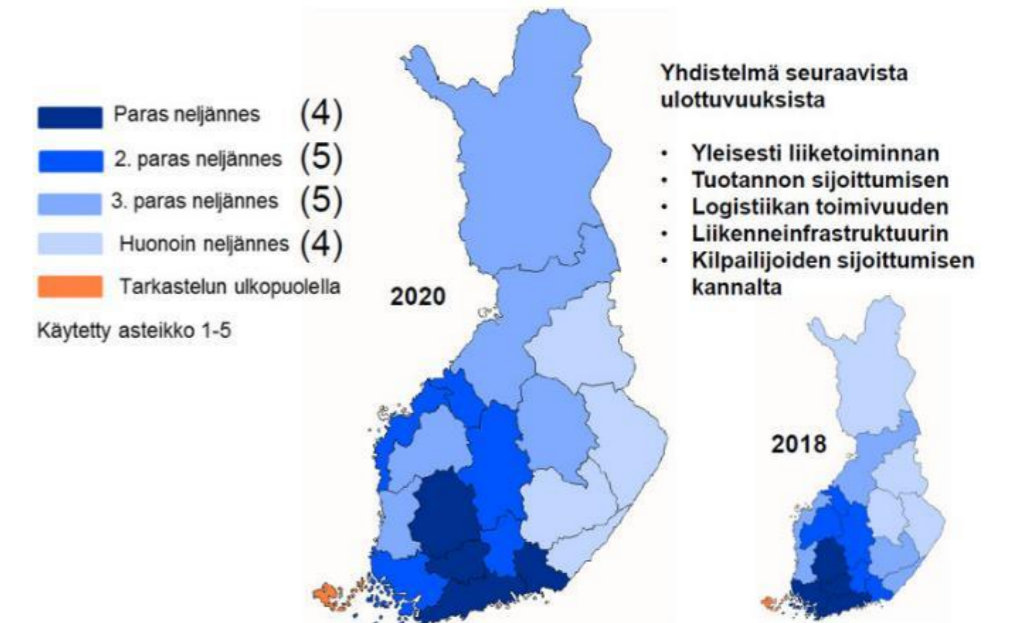 Paras neljännes (4)
2. paras neljännes (5)
3. paras neljännes (5)
Huonoin neljännes (4)
Tarkastelun ulkopuolella
Käytetty asteikko 1-5
2020
Yhdistelmä seuraavista
ulottuvuuksista
• Yleisesti liiketoiminnan
• Tuotannon sijoittumisen
• Logistiikan toimivuuden
• Liikenneinfrastruktuurin
• Kilpailijoiden sijoittumisen
kannalta
2018